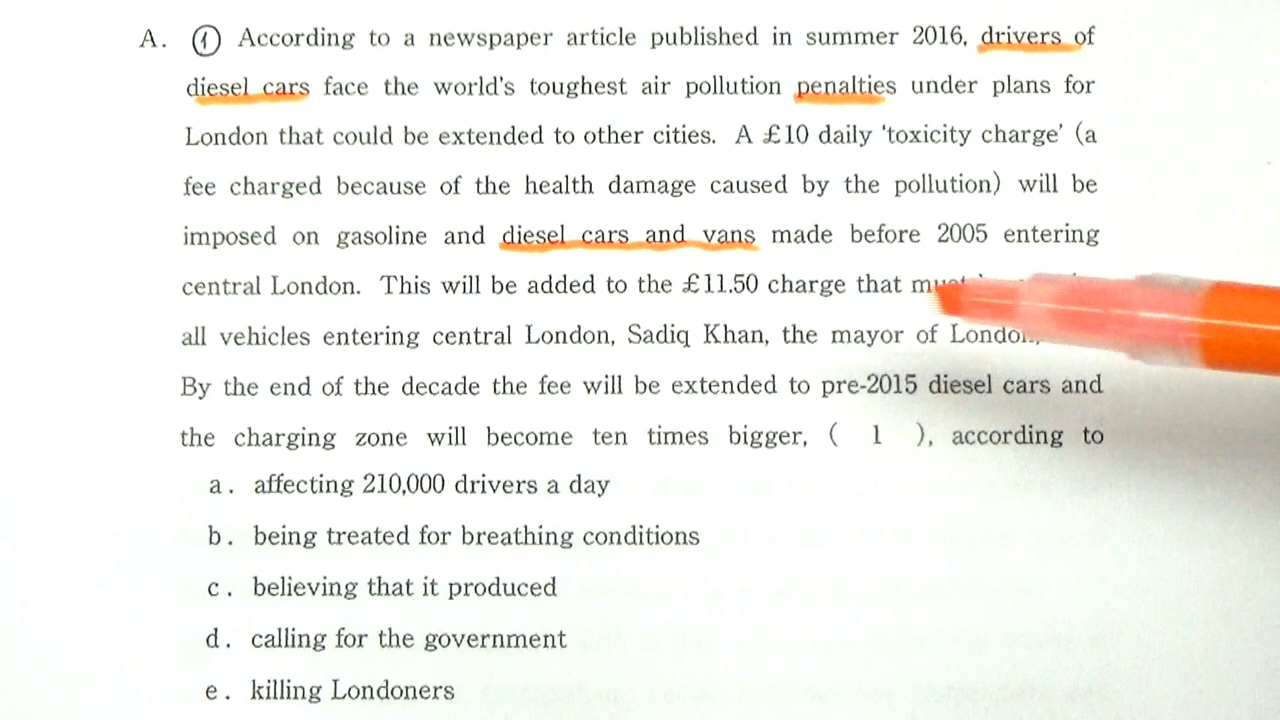 A. ① According to a newspaper article published in summer 2016, drivers of
diesel cars face the world's toughest air pollution penalties under plans for
London that could be extended to other cities. A £10 daily 'toxicity charge' (a
fee charged because of the health damage caused by the pollution) will be
imposed on gasoline and diesel cars and vans made before 2005 entering
central London. This will be added to the £11.50 charge that
all vehicles entering central London, Sadiq Khan, the mayor of London,
By the end of the decade the fee will be extended to pre-2015 diesel cars and
the charging zone will become ten times bigger, ( 1 ), according to
a. affecting 210,000 drivers a day
b. being treated for breathing conditions
c. believing that it produced
d. calling for the government
e. killing Londoners